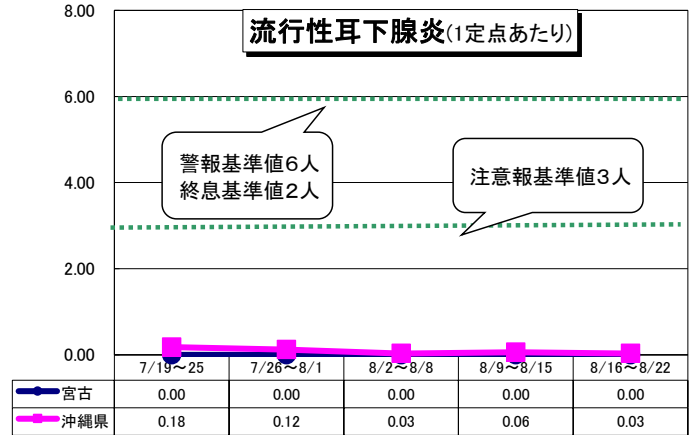 流行性耳下腺炎(1定点あたり)
8.00
6.00
4.00
2.00
0.00
警報基準値6人
終息基準値2人
注意報基準値3人
7/19～25 7/26～8/1 8/2～8/8 8/9～8/15 8/16～8/22
宮古 0.00 0.00 0.00 0.00 0.00
沖縄県 0.18 0.12 0.03 0.06 0.03